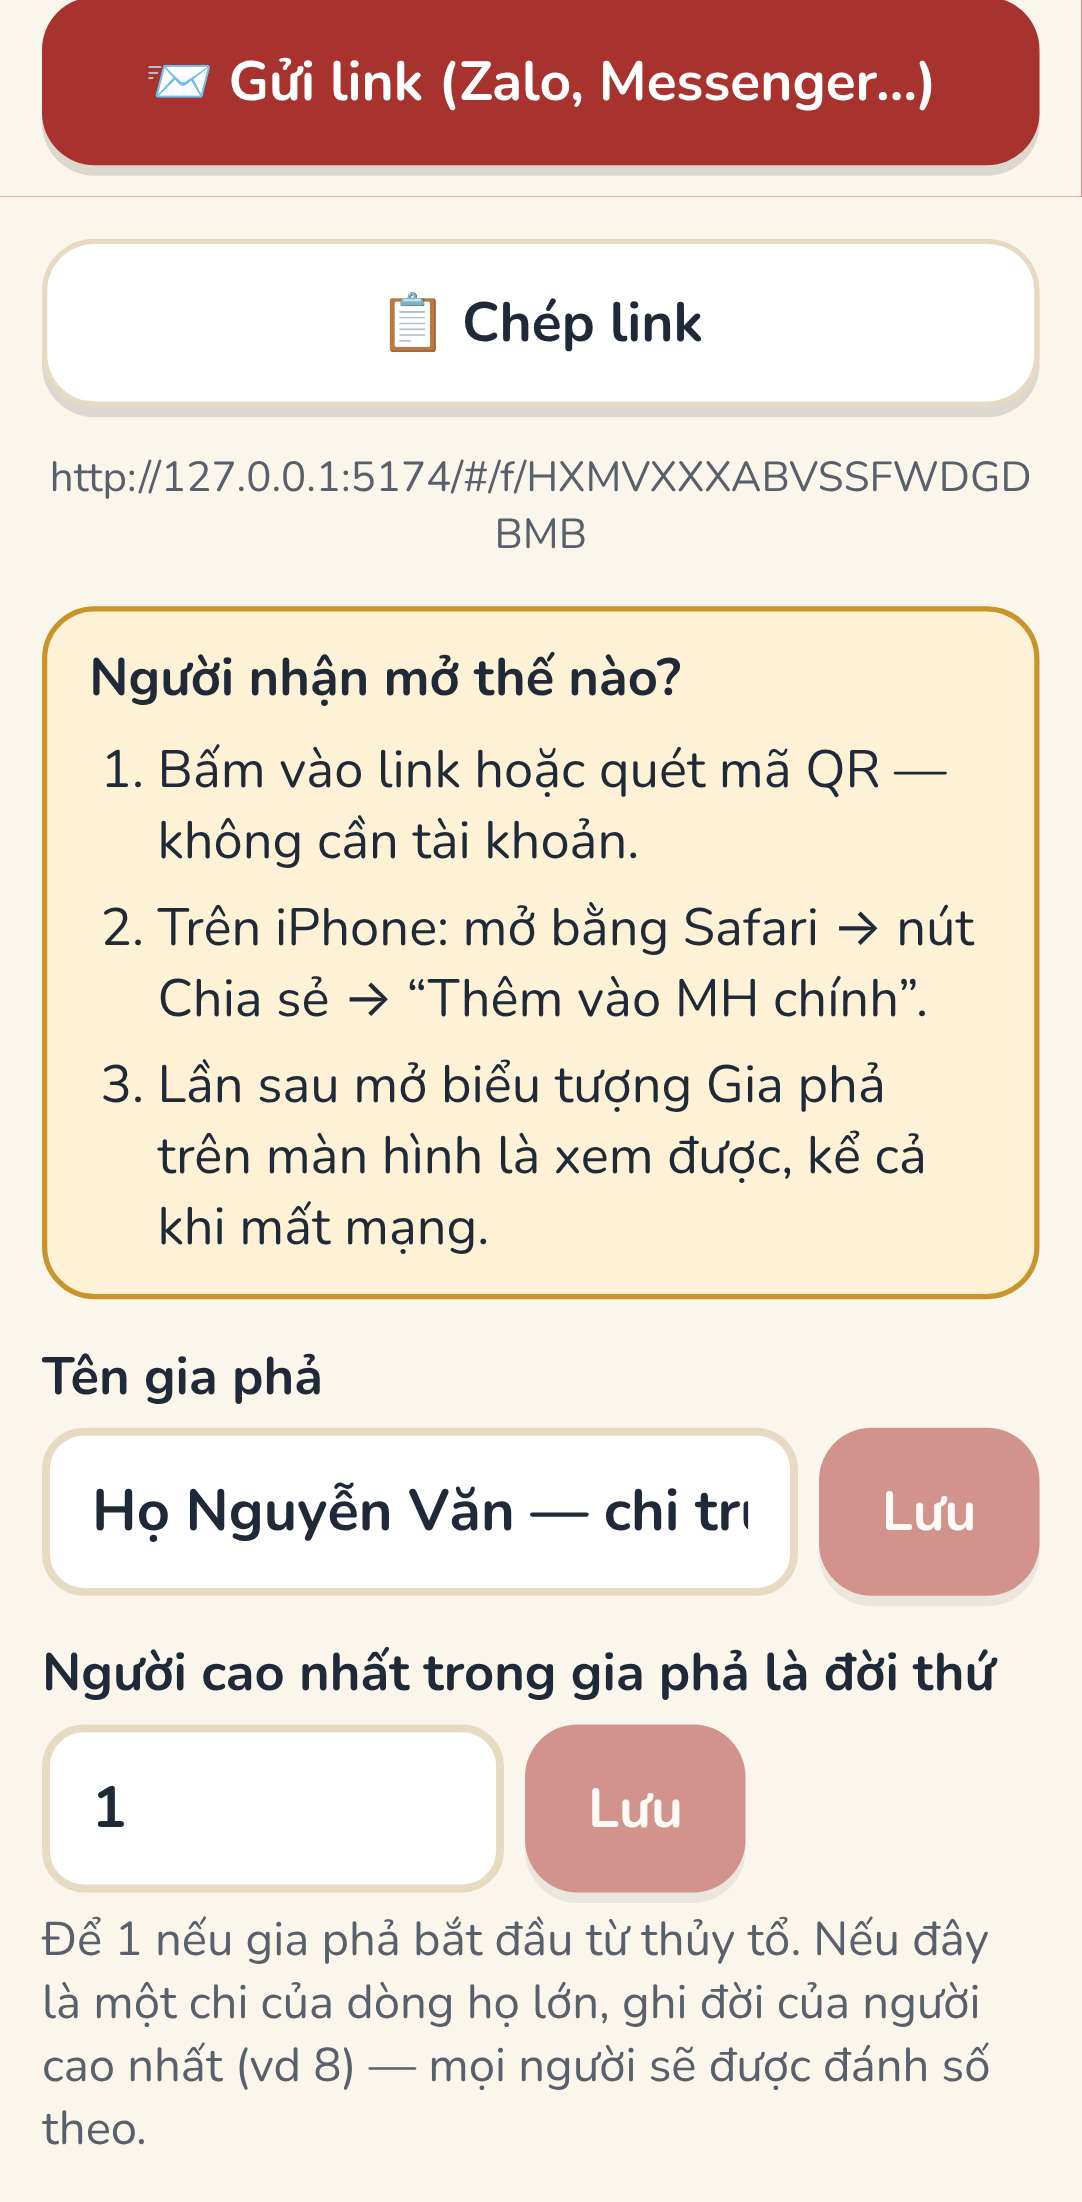 Gửi link (Zalo, Messenger...)
Chép link
http://127.0.0.1:5174/#/f/HXMVXXXABVSSFWDGD
BMB
Người nhận mở thế nào?
1. Bấm vào link hoặc quét mã QR —
không cần tài khoản.
2. Trên iPhone: mở bằng Safari → nút
Chia sẻ → “Thêm vào MH chính”.
3. Lần sau mở biểu tượng Gia phả
trên màn hình là xem được, kể cả
khi mất mạng.
Tên gia phả
Họ Nguyễn Văn — chi
Lưu
Người cao nhất trong gia phả là đời thứ
1
Lưu
Để 1 nếu gia phả bắt đầu từ thủy tổ. Nếu đây
là một chi của dòng họ lớn, ghi đời của người
cao nhất (vd 8) — mọi người sẽ được đánh số
theo.